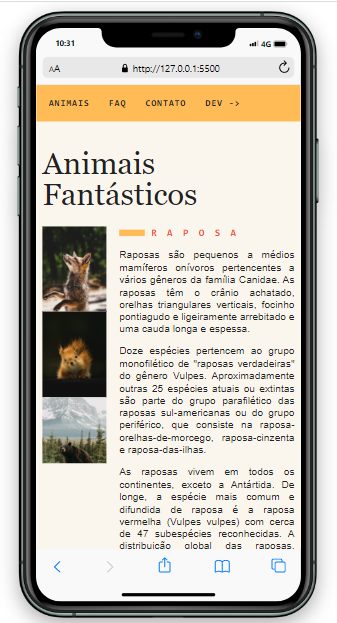 10:31
4G
AA
http://127.0.0.1:5500
ANIMAIS FAQ CONTATO DEV ->
Animais
Fantásticos
RAPOSA
Raposas são pequenos a médios
mamíferos onívoros pertencentes a
vários gêneros da família Canidae. As
raposas têm o crânio achatado,
orelhas triangulares verticais, focinho
pontiagudo e ligeiramente arrebitado e
uma cauda longa e espessa.
Doze espécies pertencem ao grupo
monofilético de "raposas verdadeiras"
do gênero Vulpes. Aproximadamente
outras 25 espécies atuais ou extintas
são parte do grupo parafilético das
raposas sul-americanas ou do grupo
periférico, que consiste na raposa-
orelhas-de-morcego, raposa-cinzenta
e raposa-das-ilhas.
As raposas vivem em todos os
continentes, exceto a Antártida. De
longe, a espécie mais comum e
difundida de raposa é a raposa
vermelha (Vulpes vulpes) com cerca
de 47 subespécies reconhecidas. A
distribuição global das raposas,